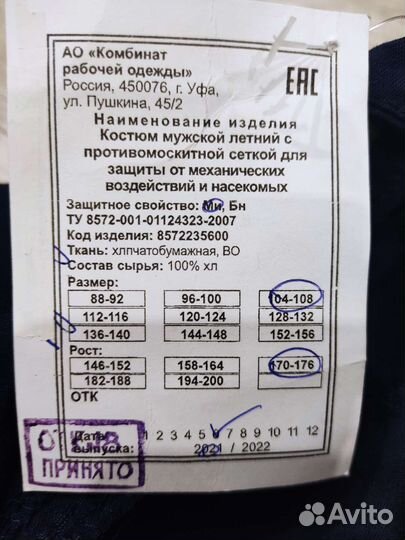 АО «Комбинат
рабочей одежды»
Россия, 450076, г. Уфа,
ул. Пушкина, 45/2
ЕАС
Наименование изделия
Костюм мужской летний с
противомоскитной сеткой для
защиты от механических
воздействий и насекомых
Защитное свойство: Ми, Бн
ТУ 8572-001-01124323-2007
Код изделия: 8572235600
Ткань: хлпчатобумажная, ВО
Состав сырья: 100% хл
Размер:
88-92 96-100 104-108
112-116 120-124 128-132
136-140 144-148 152-156
Рост:
146-152 158-164 170-176
182-188 194-200
ОТК
Дата 1 2 3 4 5 6 7 8 9 10 11 12
выпуска: 2021 / 2022
ПРИНЯТО
Avito